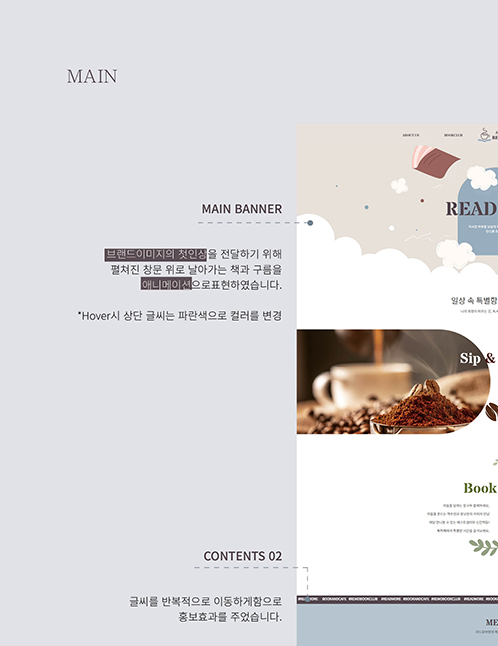 MAIN
ABOUT US
BOOKCLUB
MAIN BANNER
READ
브랜드이미지의 첫인상을 전달하기 위해
펼쳐진 창문 위로 날아가는 책과 구름을
애니메이션으로표현하였습니다.
*Hover시 상단 글씨는 파란색으로 컬러를 변경
일상 속 특별함
Sip &
Book
CONTENTS 02
글씨를 반복적으로 이동하게함으로
홍보효과를 주었습니다.
#BOOKANDCAFE #READBOOKCLUB #READMORE
ME